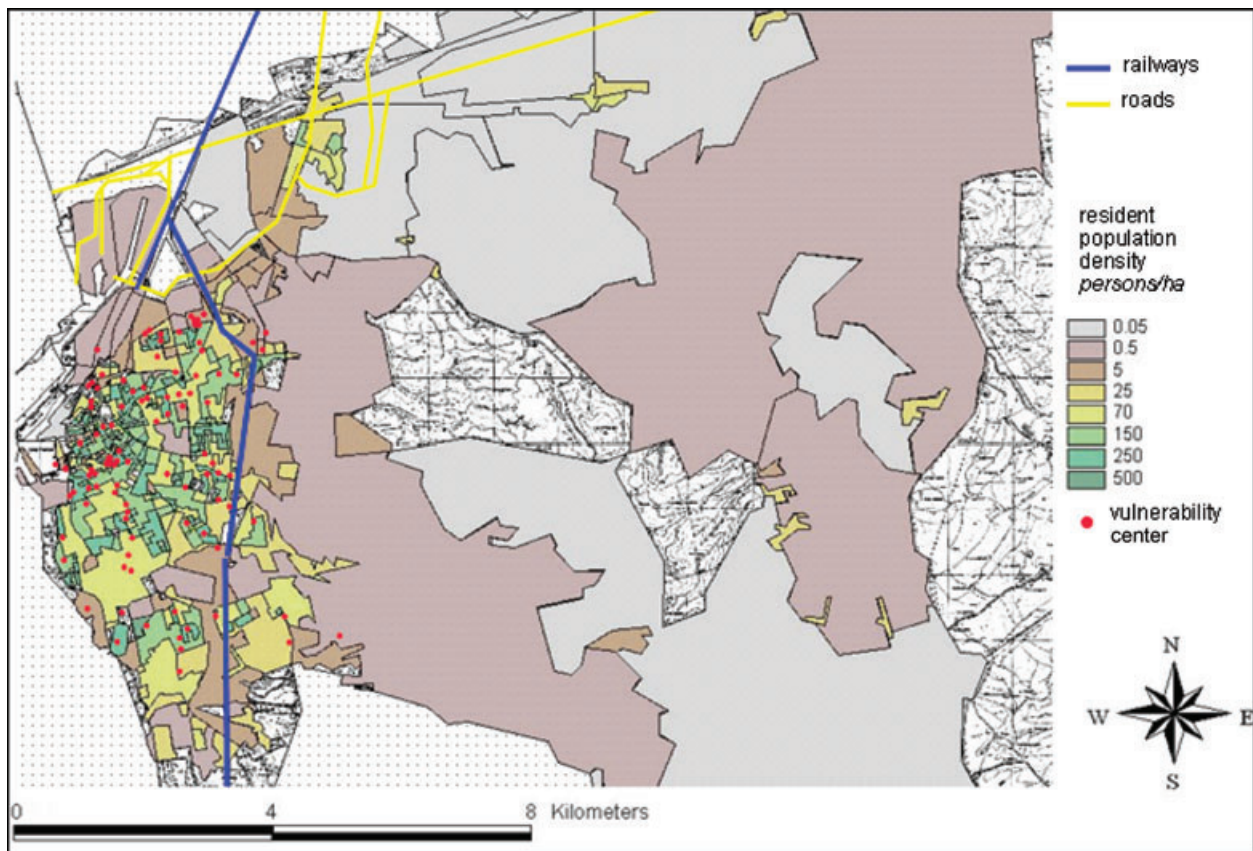 railways
roads
resident
population
density
persons/ha
0.05
0.5
5
25
70
150
250
500
vulnerability
center
N
W
E
S
0
4
8
Kilometers